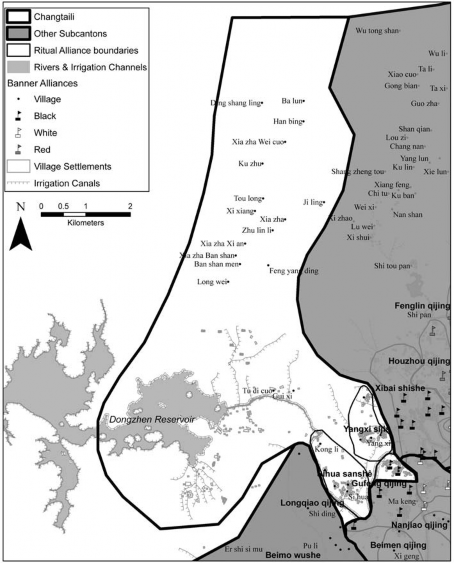 Changtaili
Other Subcantons
Ritual Alliance boundaries
Rivers & Irrigation Channels
Banner Alliances
Village
Black
White
Red
Village Settlements
Irrigation Canals
N
0 0.5 1 2
Kilometers
Wu tong shan
Wu li
Ta li
Xiao cuo
Gong bian
Ta xi
Guo zha
Ding shang ling
Ba lun
Han bing
Shan qian
Lou zi
Chang nan
Xia zha Wei cuo
Yang lun
Ku zhu
Ku lin
Shang zheng tou
Xie lun
Xiang feng
Chi tu
Ku ban
Tou long
Ji ling
Xi xiang
Wei xi
Xi zhao
Nan shan
Xia zha
Zhu lin li
Lu wei
Xi shui
Xia zha Xi an
Xia zha Ban shan
Ban shan men
Feng yang ding
Shi tou pan
Long wei
Fenglin qijing
Shi pan
Houzhou qijing
Tu di cuo
Gui xi
Xibai shishe
Dongzhen Reservoir
Yangxi
Yang xi
Kong li
Lihua sanshe
Gufeng qijing
Xi hua
Longqiao qijing
Ma keng
Shi ding
Nanjiao qijing
Pu li
Beimen qijing
Er shi si mu
Beimo wushe
Xi geng